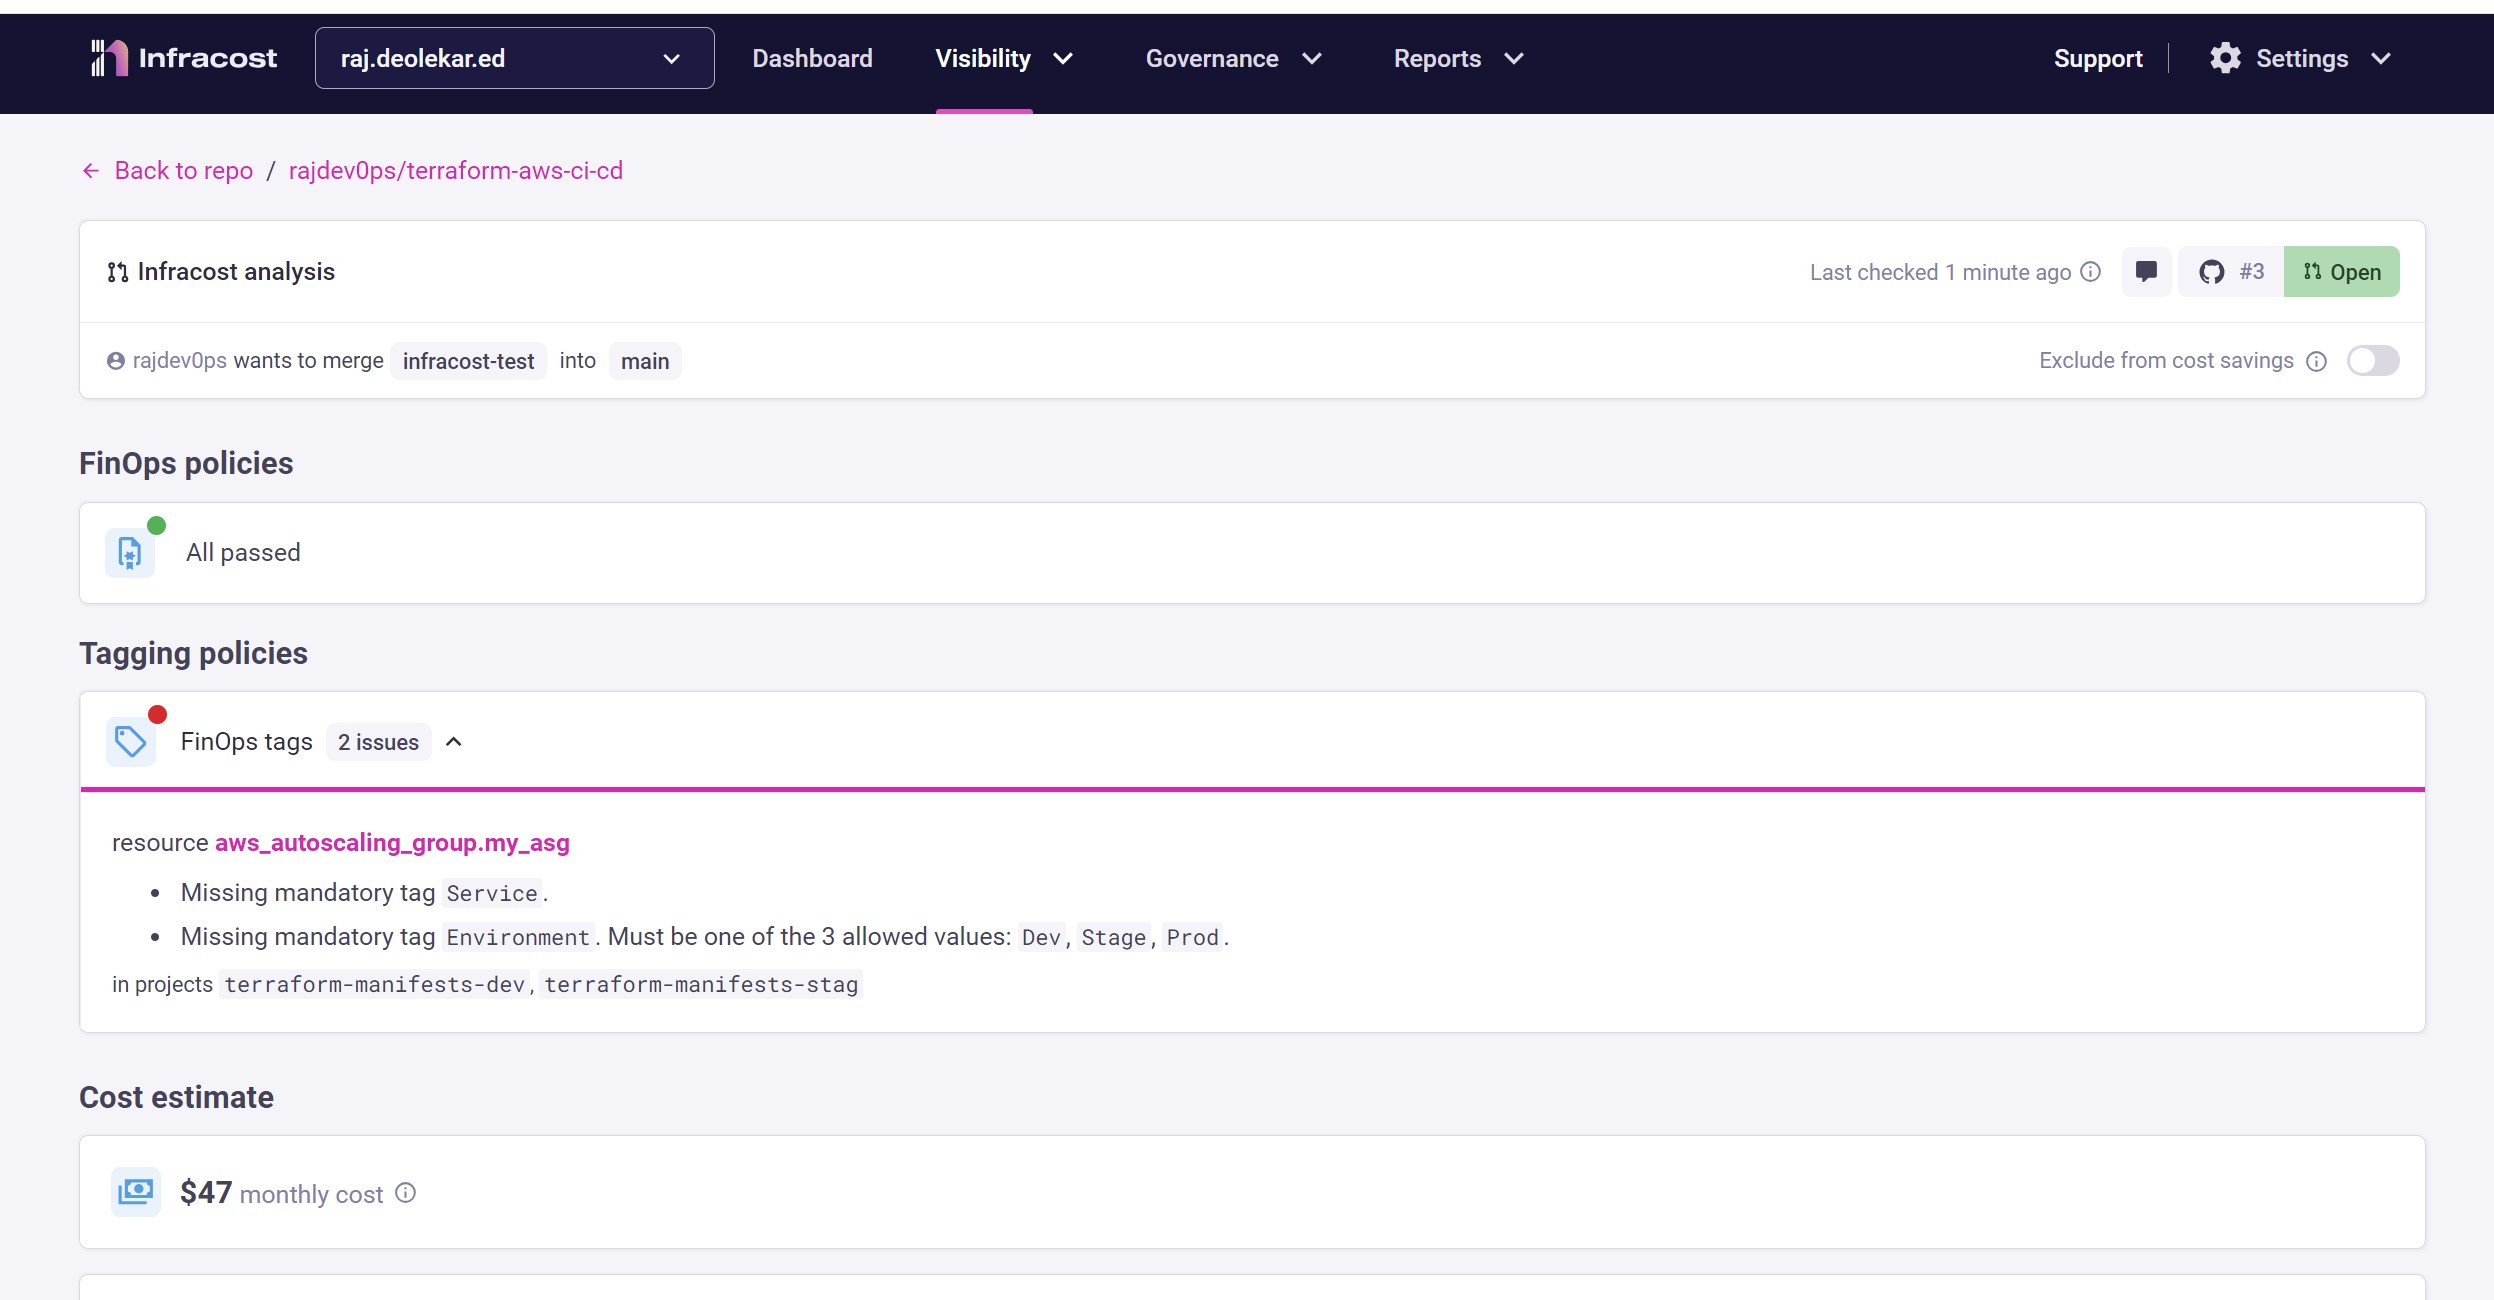 Infracost raj.deolekar.ed Dashboard Visibility Governance Reports Support Settings
Back to repo / rajdev0ps/terraform-aws-ci-cd
Infracost analysis Last checked 1 minute ago #3 Open
rajdev0ps wants to merge infracost-test into main Exclude from cost savings
FinOps policies
All passed
Tagging policies
FinOps tags 2 issues
resource aws_autoscaling_group.my_asg
• Missing mandatory tag Service.
• Missing mandatory tag Environment. Must be one of the 3 allowed values: Dev, Stage, Prod.
in projects terraform-manifests-dev, terraform-manifests-stag
Cost estimate
$47 monthly cost